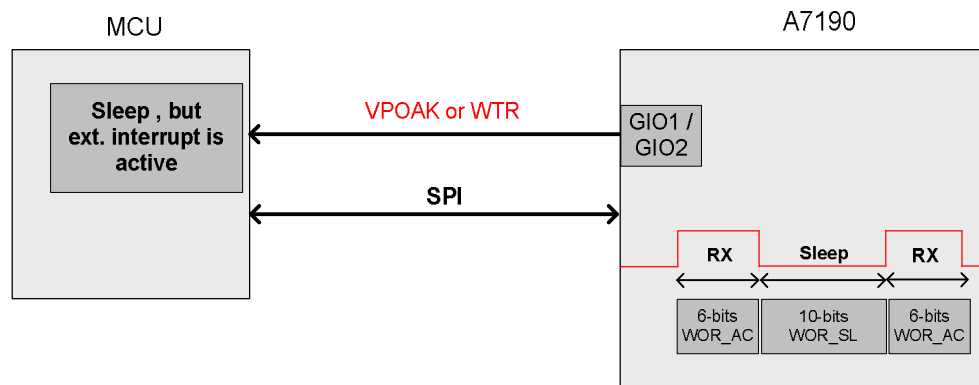 MCU
A7190
Sleep , but
ext. interrupt is
active
VPOAK or WTR
GIO1 /
GIO2
SPI
RX
Sleep
RX
6-bits
WOR_AC
10-bits
WOR_SL
6-bits
WOR_AC